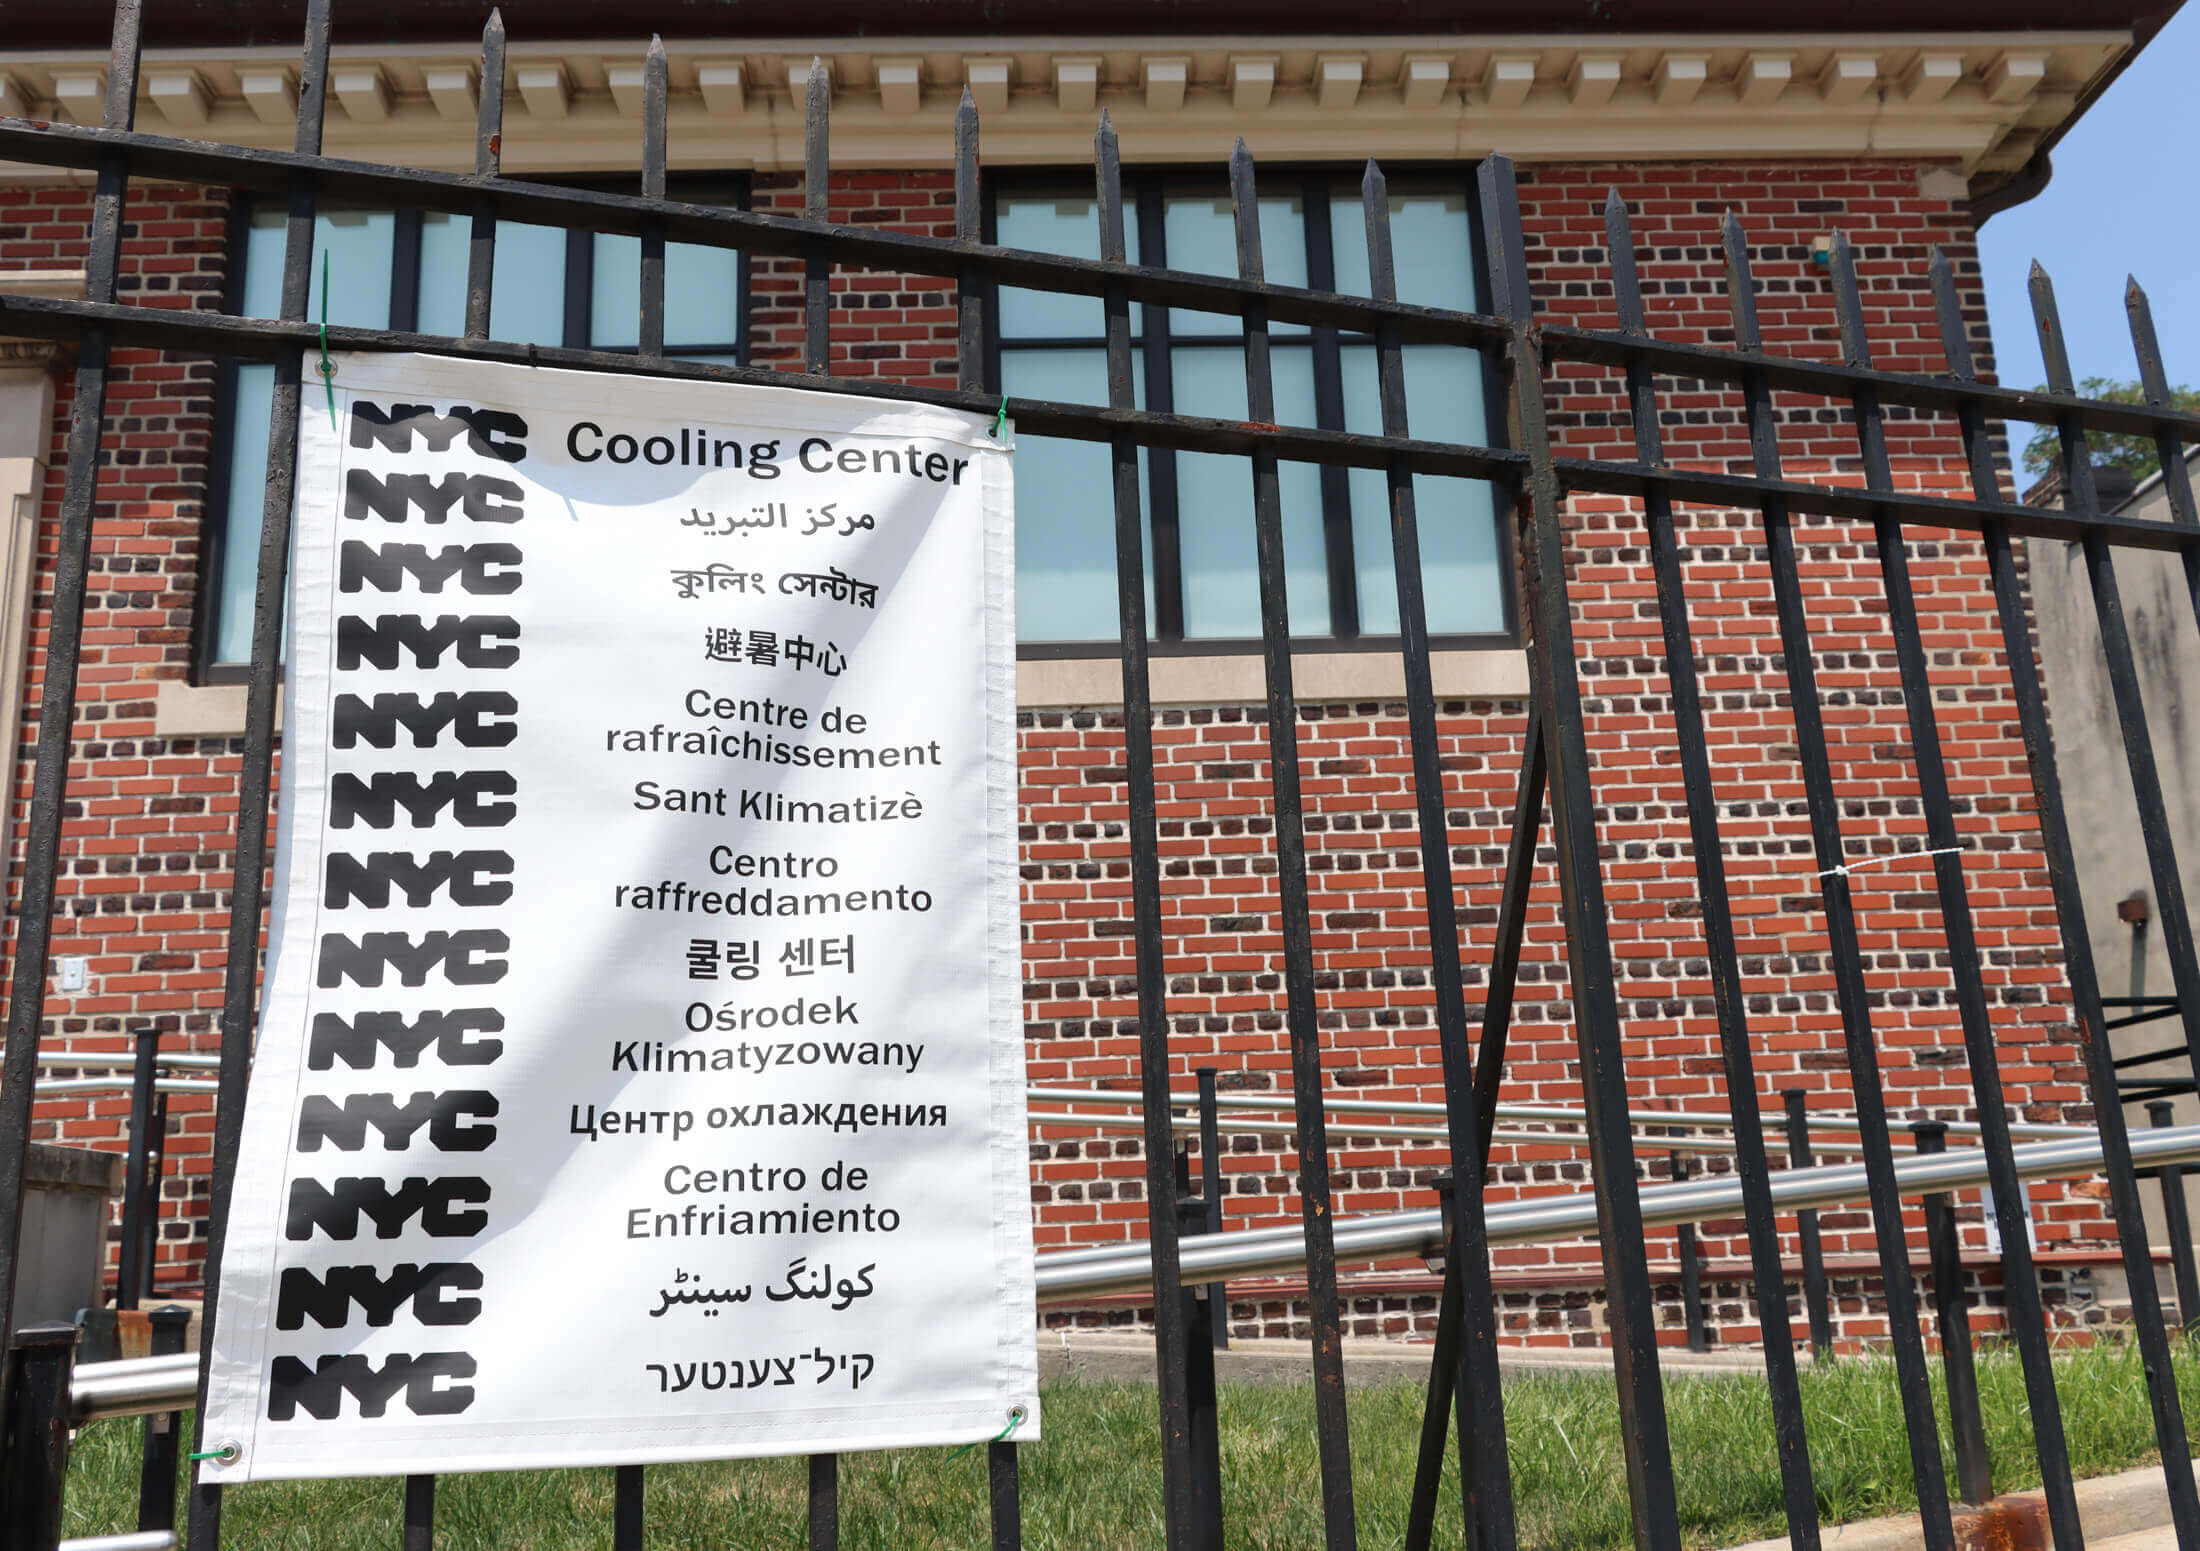 NYC Cooling Center
NYC مركز التبريد
NYC কুলিং সেন্টার
NYC 避暑中心
NYC Centre de
rafraîchissement
NYC Sant Klimatizè
NYC Centro
raffreddamento
NYC 쿨링 센터
NYC Ośrodek
Klimatyzowany
NYC Центр охлаждения
NYC Centro de
Enfriamiento
NYC کولنگ سینٹر
NYC קיל־צענטער